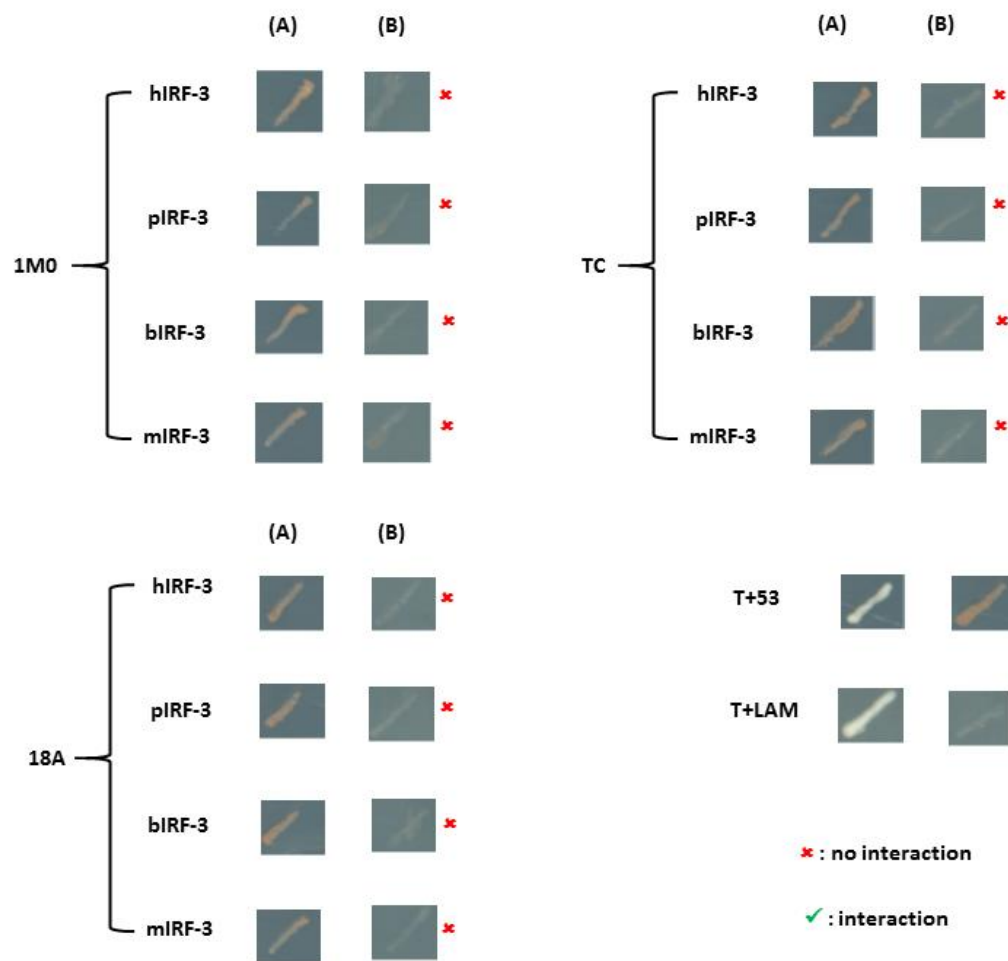 (A) (B)
hIRF-3
pIRF-3
1M0
bIRF-3
mIRF-3
(A) (B)
hIRF-3
pIRF-3
TC
bIRF-3
mIRF-3
(A) (B)
hIRF-3
pIRF-3
18A
bIRF-3
mIRF-3
T+53
T+LAM
✖ : no interaction
✓ : interaction